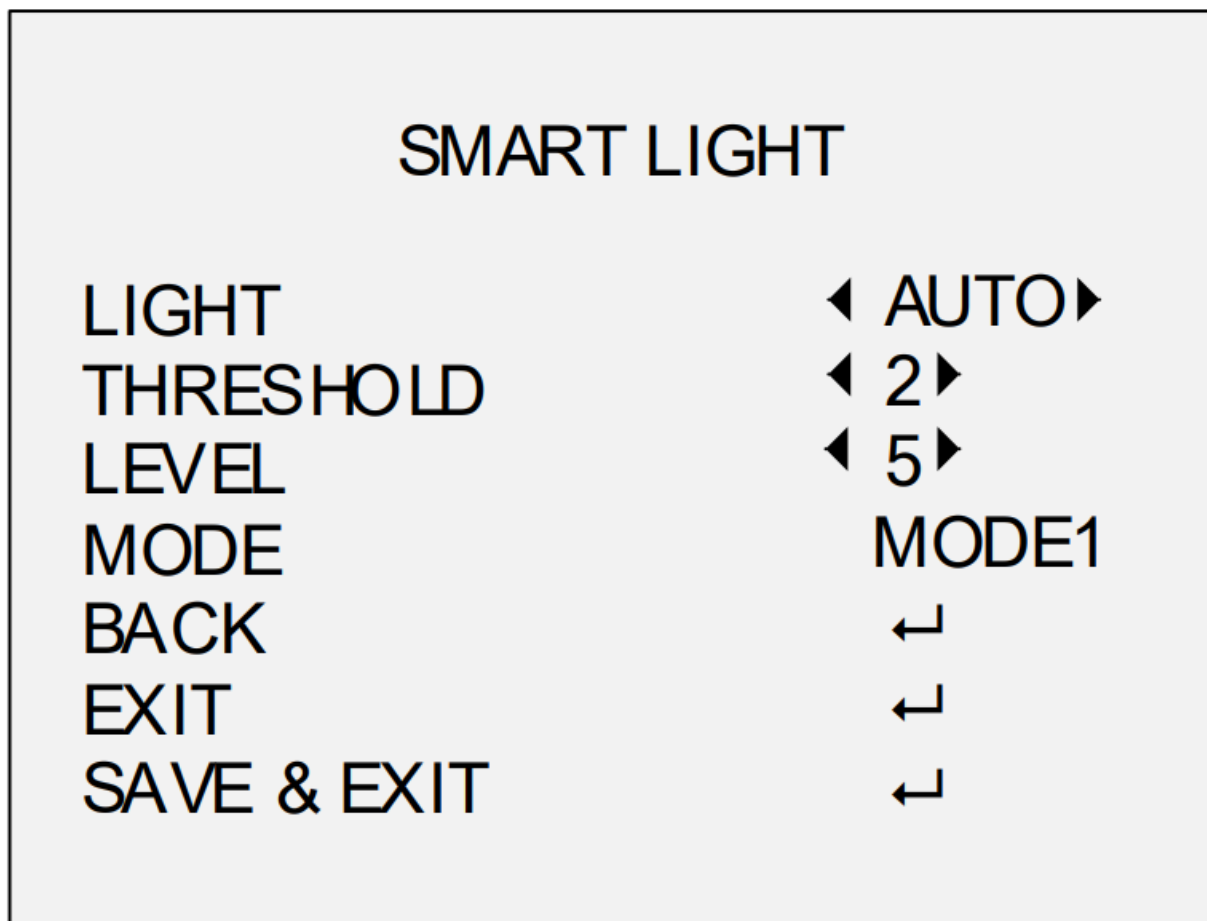 SMART LIGHT
LIGHT AUTO
THRESHOLD 2
LEVEL 5
MODE MODE1
BACK
EXIT
SAVE & EXIT